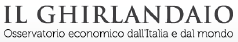 IL GHIRLANDAIO
Osservatorio economico dall'Italia e dal mondo